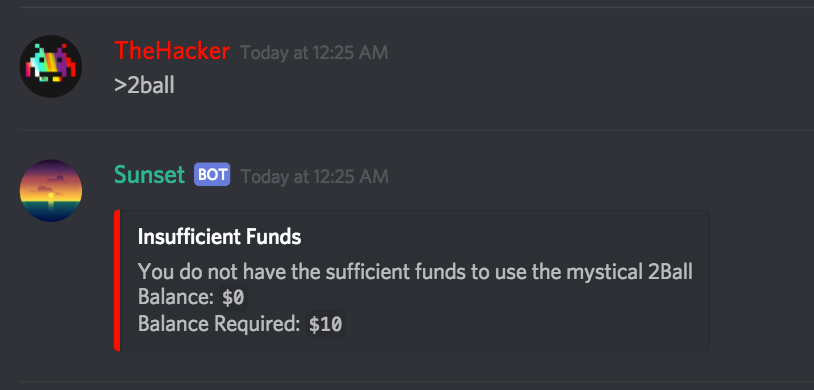 TheHacker Today at 12:25 AM
>2ball
Sunset BOT Today at 12:25 AM
Insufficient Funds
You do not have the sufficient funds to use the mystical 2Ball
Balance: $0
Balance Required: $10